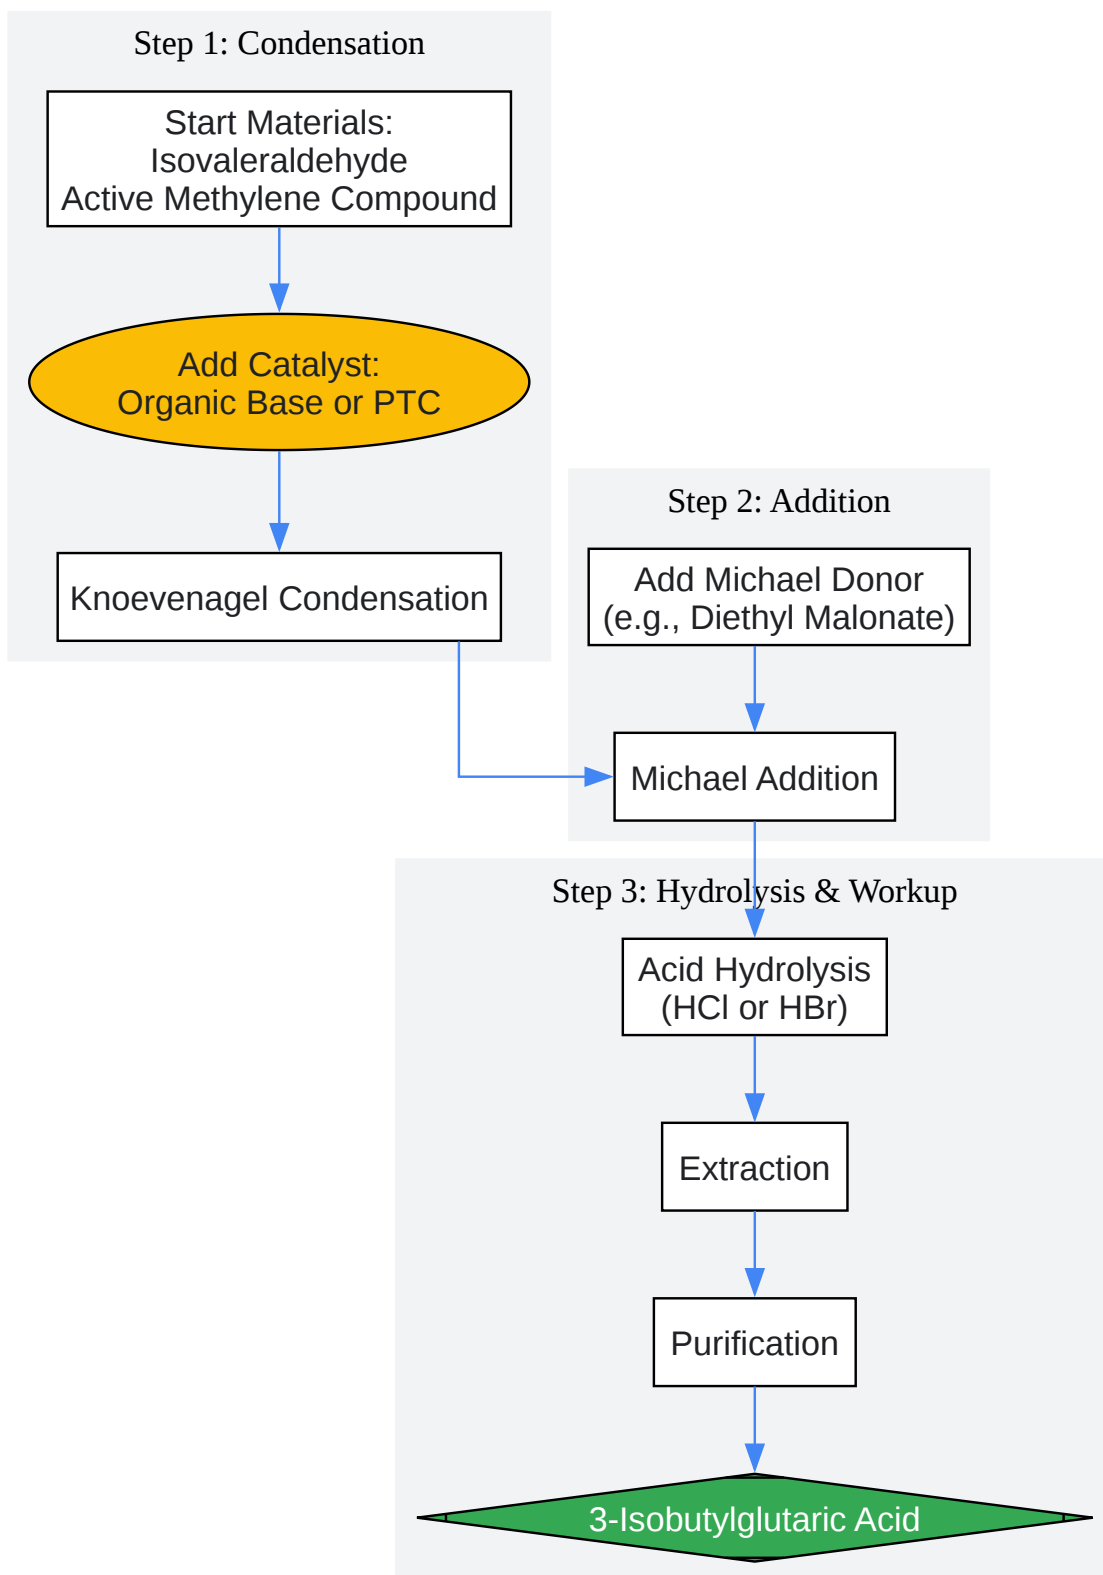 Step 1: Condensation
Start Materials:
Isovaleraldehyde
Active Methylene Compound
Add Catalyst:
Organic Base or PTC
Knoevenagel Condensation
Step 2: Addition
Add Michael Donor
(e.g., Diethyl Malonate)
Michael Addition
Step 3: Hydrolysis & Workup
Acid Hydrolysis
(HCl or HBr)
Extraction
Purification
3-Isobutylglutaric Acid